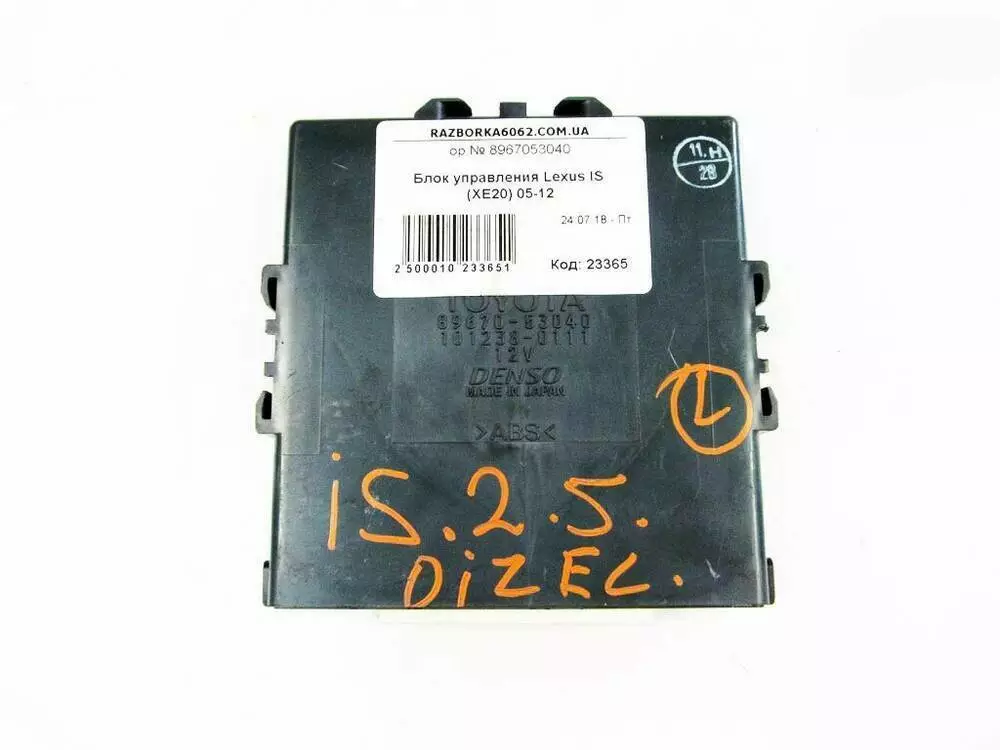 RAZBORKA6062.COM.UA
ор № 8967053040
Блок управления Lexus IS
(XE20) 05-12
24 07 18 - Пт
2 500010 233651
Код: 23365
11.H
28
TOYOTA
89670-53040
101238-0111
12V
DENSO
MADE IN JAPAN
>ABS<
L
iS.2.5.
DiZEL.